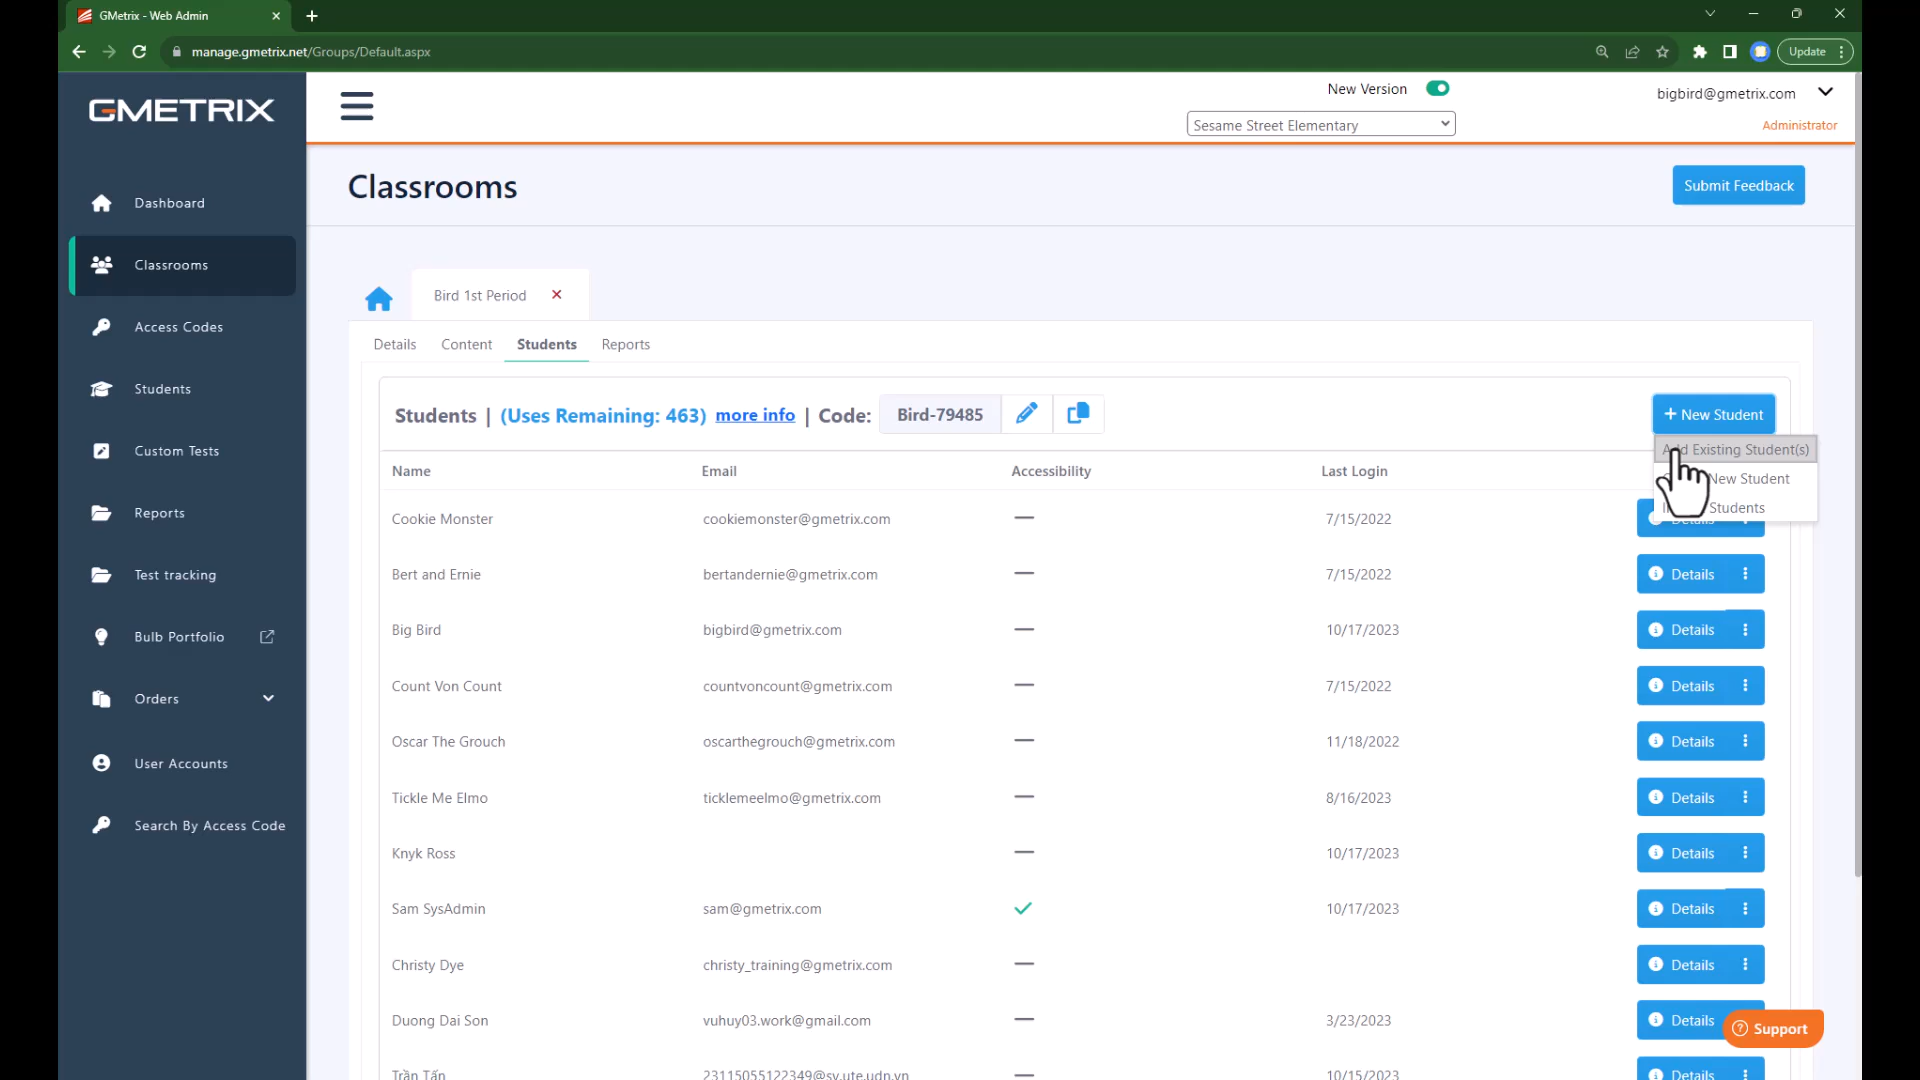 GMetrix - Web Admin
manage.gmetrix.net/Groups/Default.aspx
Update
GMETRIX
New Version
Sesame Street Elementary
bigbird@gmetrix.com
Administrator
Dashboard
Classrooms
Access Codes
Students
Custom Tests
Reports
Test tracking
Bulb Portfolio
Orders
User Accounts
Search By Access Code
Classrooms
Submit Feedback
Bird 1st Period
Details Content Students Reports
Students | (Uses Remaining: 463) more info | Code: Bird-79485
+ New Student
Existing Student(s)
New Student
Students
Name Email Accessibility Last Login
Cookie Monster cookiemonster@gmetrix.com 7/15/2022 Details
Bert and Ernie bertandernie@gmetrix.com 7/15/2022 Details
Big Bird bigbird@gmetrix.com 10/17/2023 Details
Count Von Count countvoncount@gmetrix.com 7/15/2022 Details
Oscar The Grouch oscarthegrouch@gmetrix.com 11/18/2022 Details
Tickle Me Elmo ticklemeelmo@gmetrix.com 8/16/2023 Details
Knyk Ross 10/17/2023 Details
Sam SysAdmin sam@gmetrix.com 10/17/2023 Details
Christy Dye christy_training@gmetrix.com Details
Duong Dai Son vuhuy03.work@gmail.com 3/23/2023 Details
Support
Trần Tấn 23115055122349@sv.ute.udn.vn 10/15/2023 Details